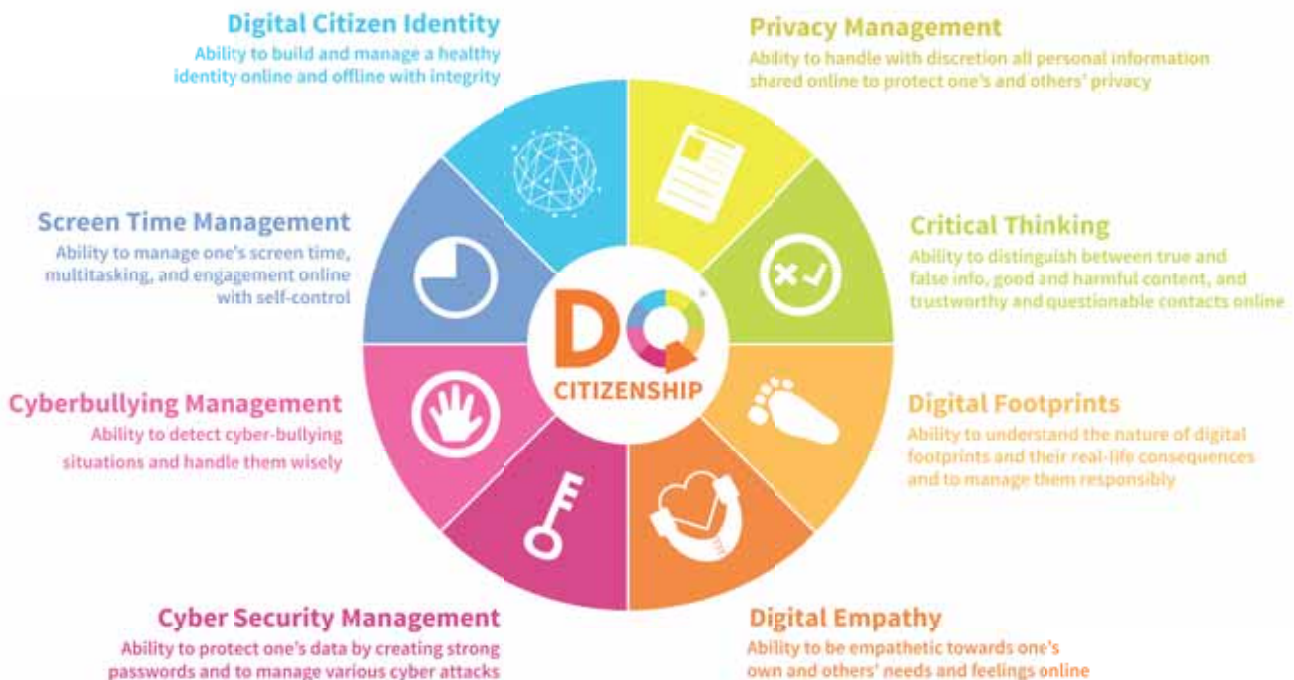 Digital Citizen Identity
Ability to build and manage a healthy
identity online and offline with integrity
Privacy Management
Ability to handle with discretion all personal information
shared online to protect one's and others' privacy
Screen Time Management
Ability to manage one's screen time,
multitasking, and engagement online
with self-control
Critical Thinking
Ability to distinguish between true and
false info, good and harmful content, and
trustworthy and questionable contacts online
DQ
CITIZENSHIP
Cyberbullying Management
Ability to detect cyber-bullying
situations and handle them wisely
Digital Footprints
Ability to understand the nature of digital
footprints and their real-life consequences
and to manage them responsibly
Cyber Security Management
Ability to protect one's data by creating strong
passwords and to manage various cyber attacks
Digital Empathy
Ability to be empathetic towards one's
own and others' needs and feelings online